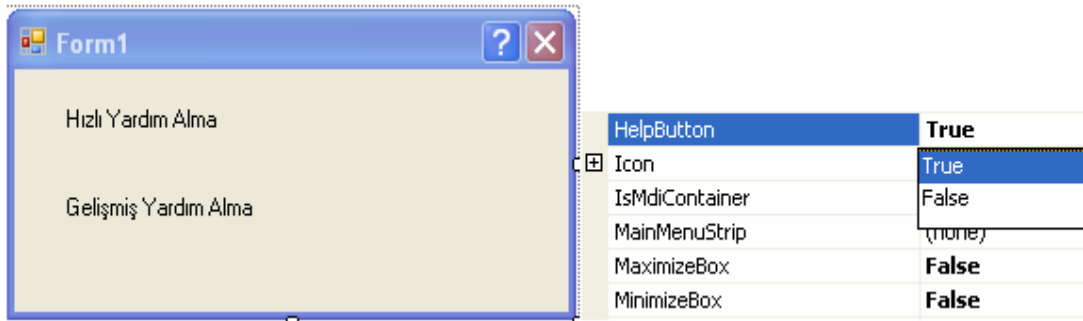 Form1 ?
Hızlı Yardım Alma
Gelişmiş Yardım Alma
HelpButton True
Icon True
IsMdiContainer False
MainMenuStrip (none)
MaximizeBox False
MinimizeBox False